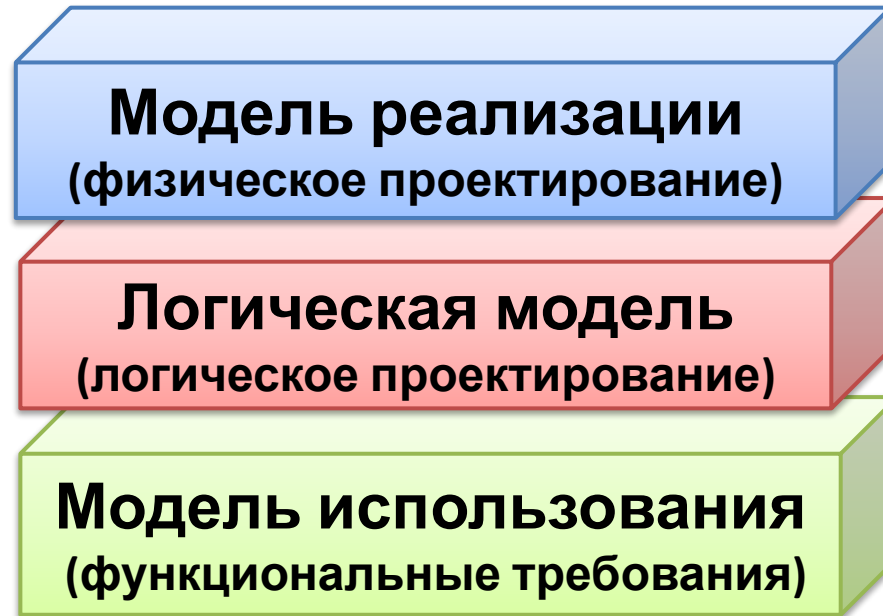 Модель реализации
(физическое проектирование)
Логическая модель
(логическое проектирование)
Модель использования
(функциональные требования)